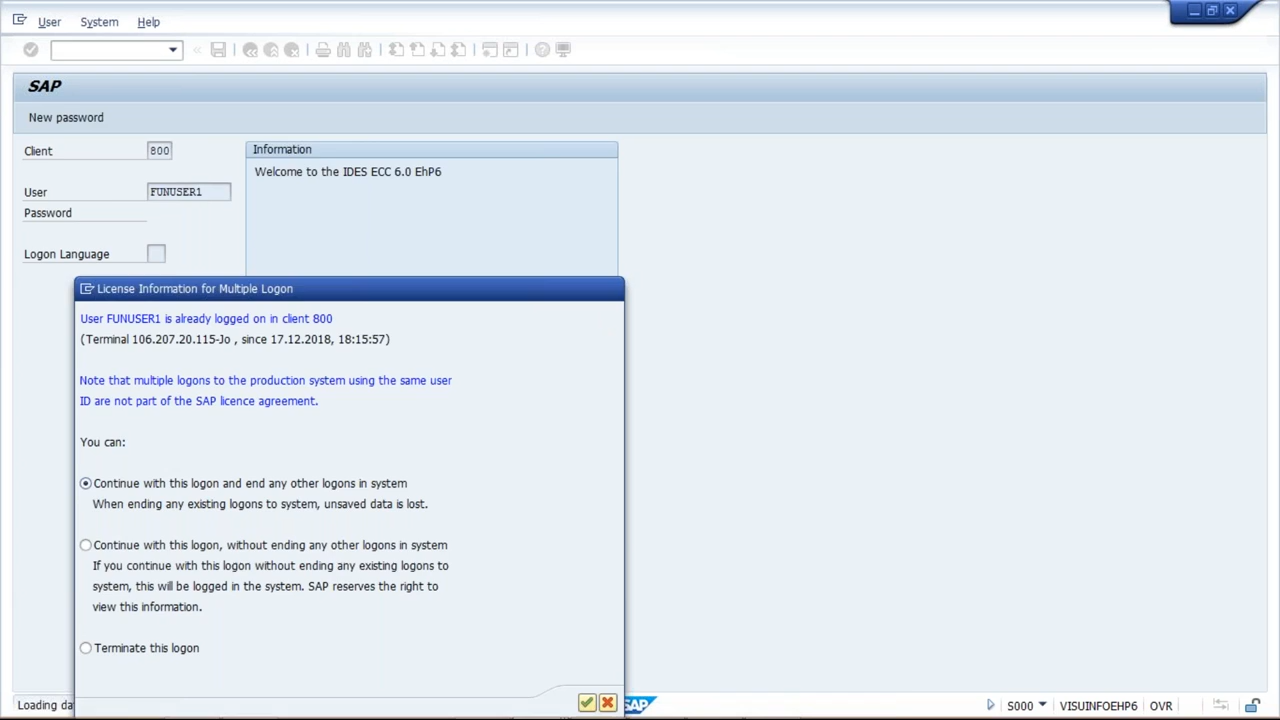 User System Help
SAP
New password
Client 800
Information
Welcome to the IDES ECC 6.0 EhP6
User FUNUSER1
Password
Logon Language
License Information for Multiple Logon
User FUNUSER1 is already logged on in client 800
(Terminal 106.207.20.115-Jo , since 17.12.2018, 18:15:57)
Note that multiple logons to the production system using the same user
ID are not part of the SAP licence agreement.
You can:
Continue with this logon and end any other logons in system
When ending any existing logons to system, unsaved data is lost.
Continue with this logon, without ending any other logons in system
If you continue with this logon without ending any existing logons to
system, this will be logged in the system. SAP reserves the right to
view this information.
Terminate this logon
Loading da
SAP
S000 VISUINFOEHP6 OVR